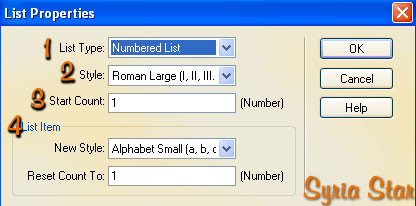 List Properties
1 List Type: Numbered List OK
2 Style: Roman Large (I, II, III. Cancel
3 Start Count: 1 (Number) Help
4 List Item
New Style: Alphabet Small (a, b, c
Reset Count To: 1 (Number)
Syria Star